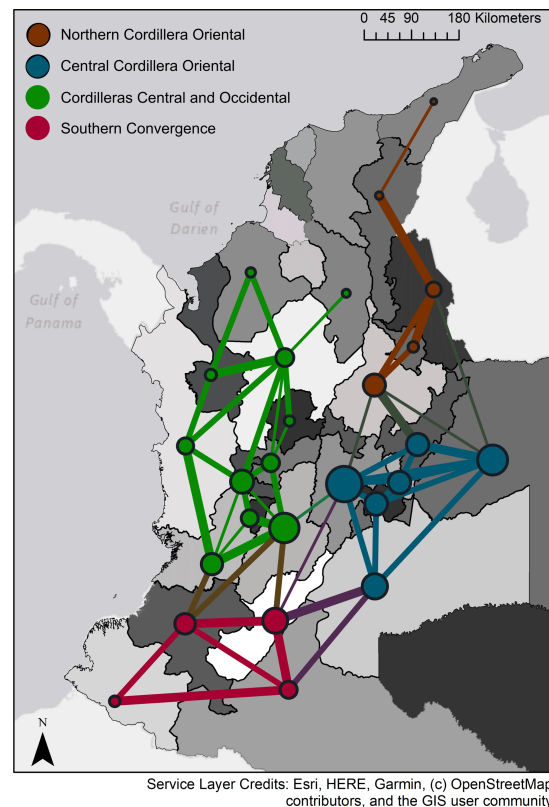 0 45 90 180 Kilometers
Northern Cordillera Oriental
Central Cordillera Oriental
Cordilleras Central and Occidental
Southern Convergence
Gulf of
Darien
Gulf of
Panama
N
Service Layer Credits: Esri, HERE, Garmin, (c) OpenStreetMap
contributors, and the GIS user community